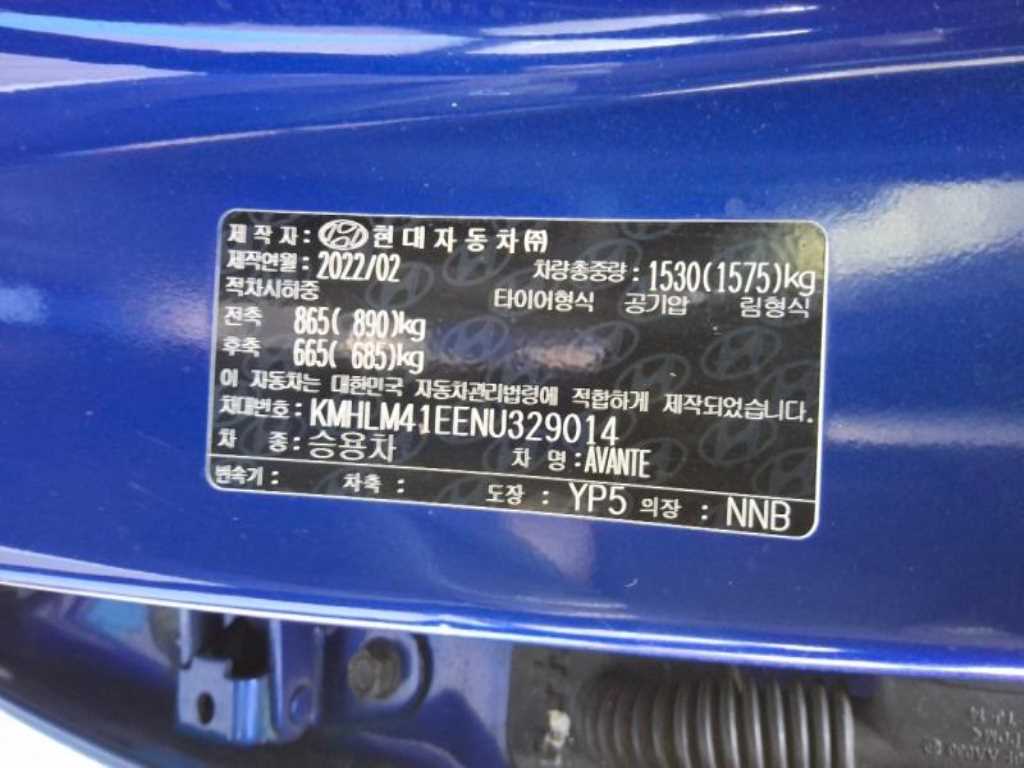 제 작 자 : 현대자동차㈜
제작연월 : 2022/02 차량총중량 : 1530(1575)kg
적차시하중 타이어형식 공기압 림형식
전축 865( 890)kg
후축 665( 685)kg
이 자동차는 대한민국 자동차관리법령에 적합하게 제작되었습니다.
차대번호 : KMHLM41EENU329014
차 종 : 승용차 차 명 : AVANTE
변속기 : 차축 : 도장 : YP5 의장 : NNB